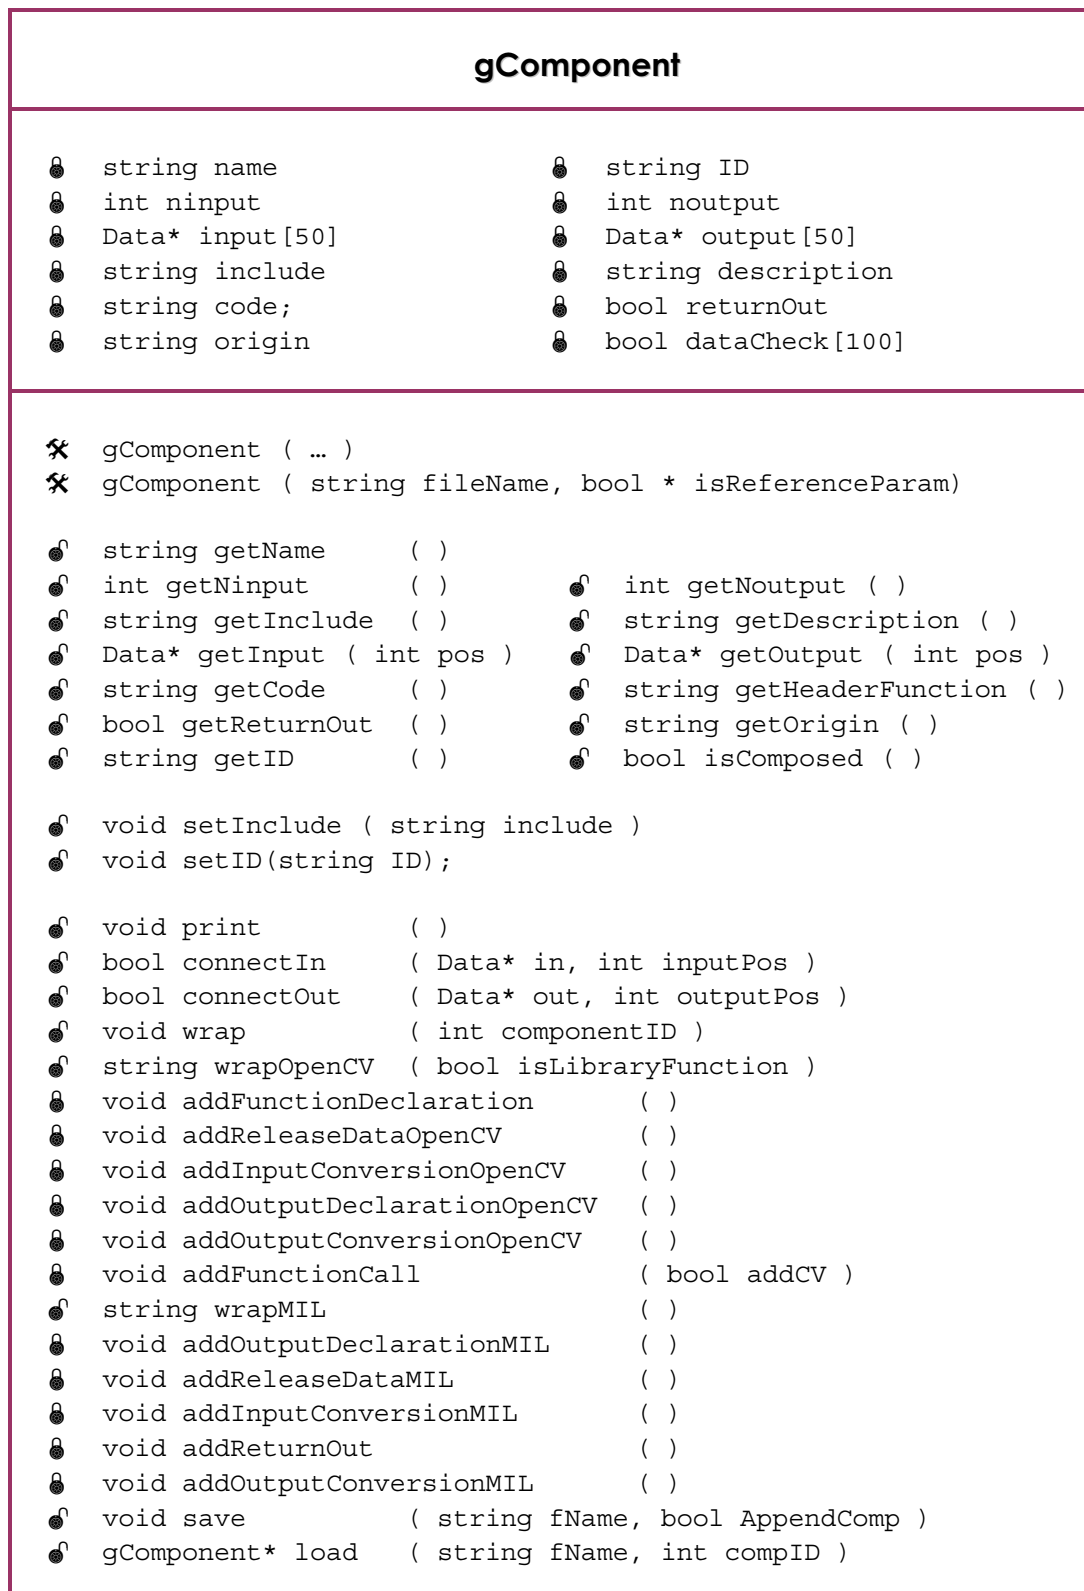 gComponent
string name string ID
int ninput int noutput
Data* input[50] Data* output[50]
string include string description
string code; bool returnOut
string origin bool dataCheck[100]
gComponent ( … )
gComponent ( string fileName, bool * isReferenceParam)
string getName ( )
int getNinput ( ) int getNoutput ( )
string getInclude ( ) string getDescription ( )
Data* getInput ( int pos ) Data* getOutput ( int pos )
string getCode ( ) string getHeaderFunction ( )
bool getReturnOut ( ) string getOrigin ( )
string getID ( ) bool isComposed ( )
void setInclude ( string include )
void setID(string ID);
void print ( )
bool connectIn ( Data* in, int inputPos )
bool connectOut ( Data* out, int outputPos )
void wrap ( int componentID )
string wrapOpenCV ( bool isLibraryFunction )
void addFunctionDeclaration ( )
void addReleaseDataOpenCV ( )
void addInputConversionOpenCV ( )
void addOutputDeclarationOpenCV ( )
void addOutputConversionOpenCV ( )
void addFunctionCall ( bool addCV )
string wrapMIL ( )
void addOutputDeclarationMIL ( )
void addReleaseDataMIL ( )
void addInputConversionMIL ( )
void addReturnOut ( )
void addOutputConversionMIL ( )
void save ( string fName, bool AppendComp )
gComponent* load ( string fName, int compID )